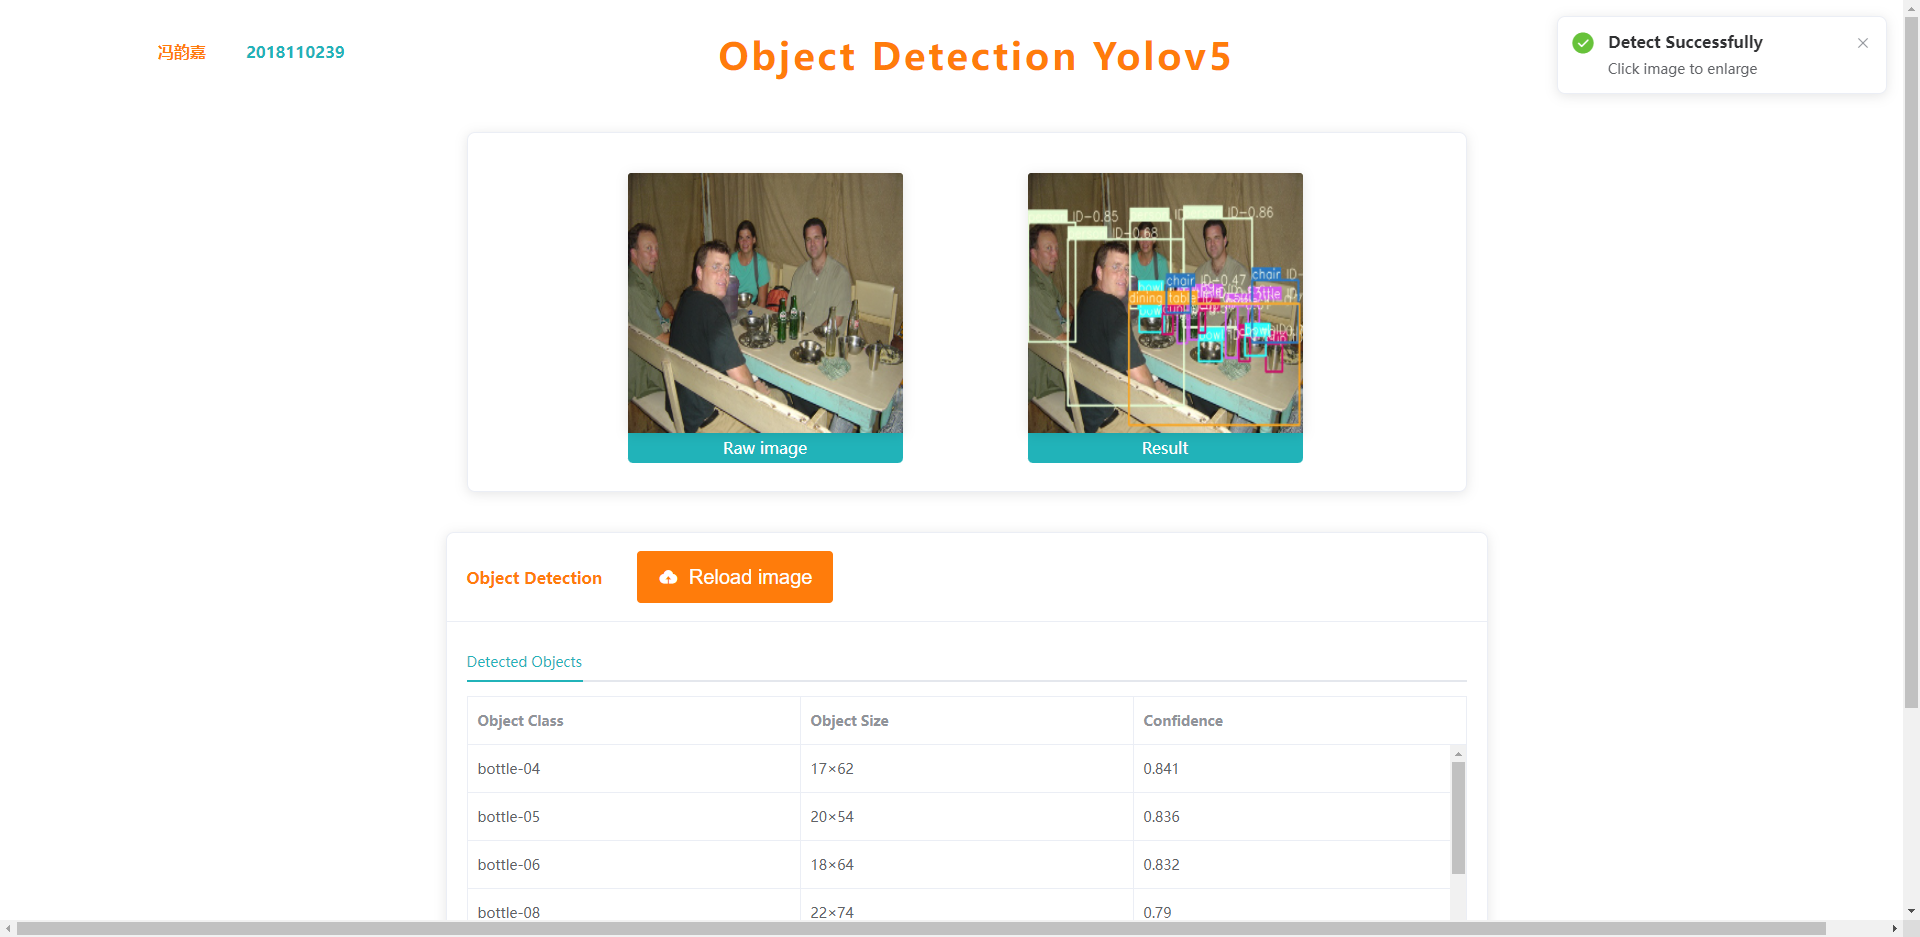 冯韵嘉 2018110239
Object Detection Yolov5
Detect Successfully
Click image to enlarge
ID-0.85
ID-0.86
ID-0.68
chair ID-0.47
chair ID-
dining table
bowl
Raw image
Result
Object Detection
Reload image
Detected Objects
Object Class Object Size Confidence
bottle-04 17×62 0.841
bottle-05 20×54 0.836
bottle-06 18×64 0.832
bottle-08 22×74 0.79